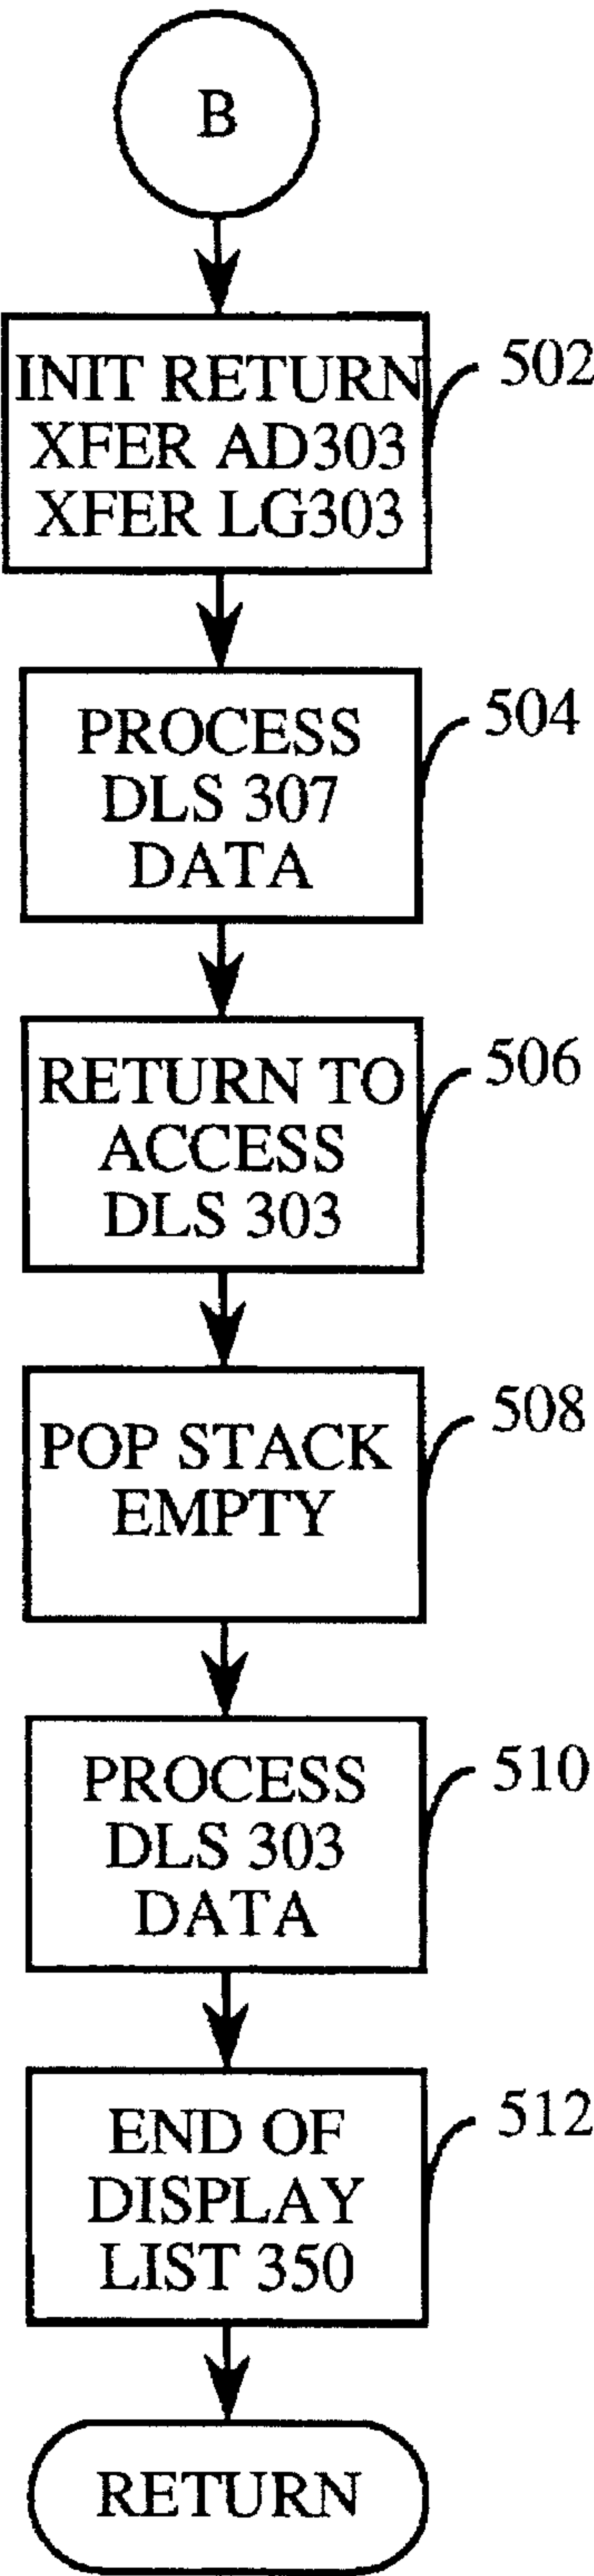 B
INIT RETURN
XFER AD303
XFER LG303
502
PROCESS
DLS 307
DATA
504
RETURN TO
ACCESS
DLS 303
506
POP STACK
EMPTY
508
PROCESS
DLS 303
DATA
510
END OF
DISPLAY
LIST 350
512
RETURN